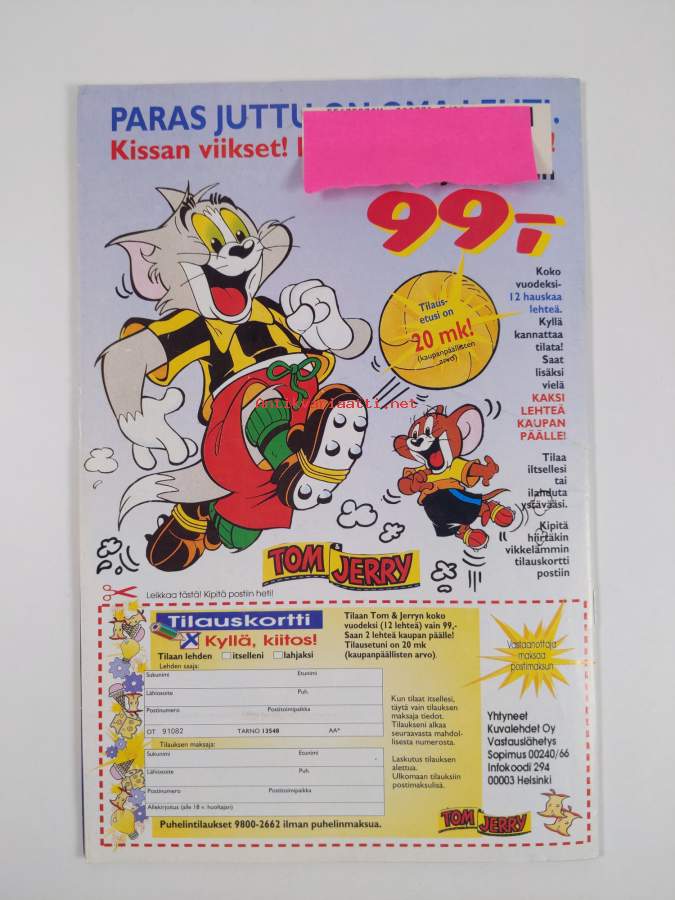 PARAS JUTTU ON OMA LEHTI.
Kissan viikset!
99,-
Tilaus-
etusi on
20 mk!
(kaupanpäällisten
arvo)
Koko
vuodeksi-
12 hauskaa
lehteä.
Kyllä
kannattaa
tilata!
Saat
lisäksi
vielä
KAKSI
LEHTEÄ
KAUPAN
PÄÄLLE!
Tilaa
iltsellesi
tai
ilahduta
ystävääsi.
Kipitä
hiirtäkin
vikkelämmin
tilauskortti
postiin
TOM JERRY
Leikkaa tästä! Kipitä postiin heti!
Tilauskortti
Kyllä, kiitos!
Tilaan lehden itselleni lahjaksi
Lehden saaja:
Sukunimi Etunimi
Lähiosoite Puh.
Postinumero Postitoimipaikka
OT 91082 TARNO 13548 AA*
Tilauksen maksaja:
Sukunimi Etunimi
Lähiosoite Puh.
Postinumero Postitoimipaikka
Allekirjoitus (alle 18 v. huoltajan)
Puhelintilaukset 9800-2662 ilman puhelinmaksua.
Tilaan Tom & Jerryn koko
vuodeksi (12 lehteä) vain 99,-
Saan 2 lehteä kaupan päälle!
Tilausetuni on 20 mk
(kaupanpäällisten arvo).
Kun tilaat itsellesi,
täytä vain tilauksen
maksaja tiedot.
Tilaukseni alkaa
seuraavasta mahdol-
lisesta numerosta.
Laskutus tilauksen
alettua.
Ulkomaan tilauksiin
postimaksulisä.
Vastaanottaja
maksaa
postimaksun
Yhtyneet
Kuvalehdet Oy
Vastauslähetys
Sopimus 00240/66
Infokoodi 294
00003 Helsinki
TOM JERRY